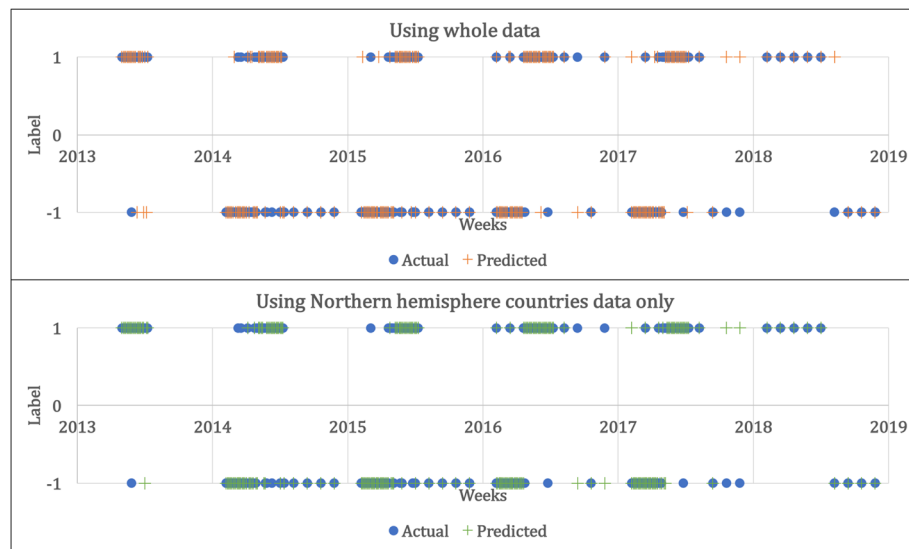 Using whole data
1
0
2013 2014 2015 2016 2017 2018 2019
-1
Label
Weeks
Actual Predicted
Using Northern hemisphere countries data only
1
0
2013 2014 2015 2016 2017 2018 2019
-1
Label
Weeks
Actual Predicted